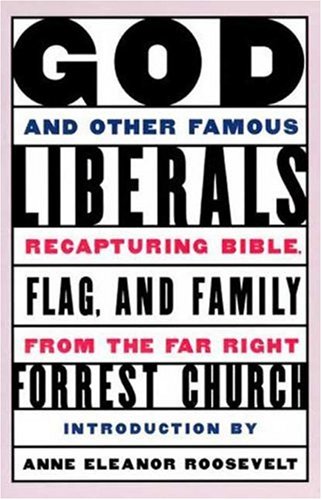 GOD
AND OTHER FAMOUS
LIBERALS
RECAPTURING BIBLE,
FLAG, AND FAMILY
FROM THE FAR RIGHT
FORREST CHURCH
INTRODUCTION BY
ANNE ELEANOR ROOSEVELT